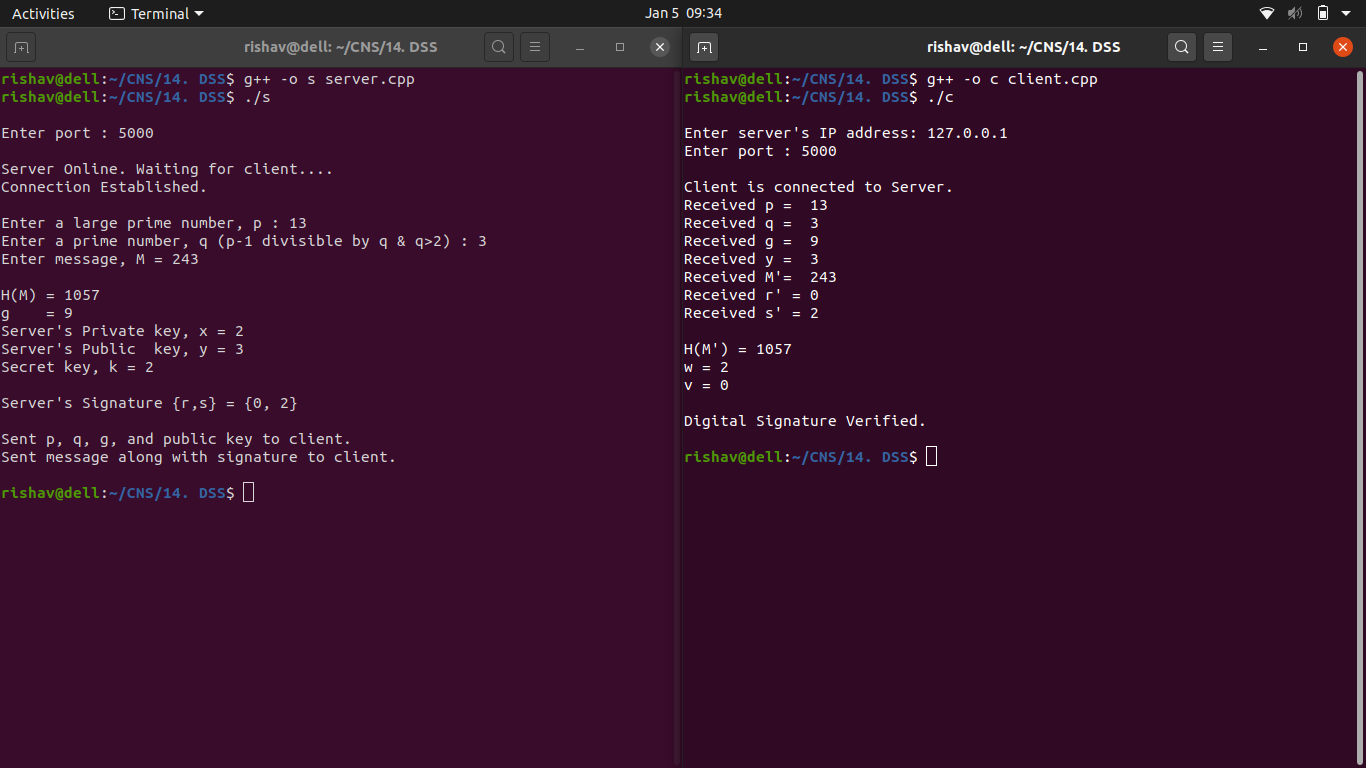 Activities Terminal Jan 5 09:34
rishav@dell: ~/CNS/14. DSS
rishav@dell:~/CNS/14. DSS$ g++ -o s server.cpp
rishav@dell:~/CNS/14. DSS$ ./s
Enter port : 5000
Server Online. Waiting for client....
Connection Established.
Enter a large prime number, p : 13
Enter a prime number, q (p-1 divisible by q & q>2) : 3
Enter message, M = 243
H(M) = 1057
g    = 9
Server's Private key, x = 2
Server's Public  key, y = 3
Secret key, k = 2
Server's Signature {r,s} = {0, 2}
Sent p, q, g, and public key to client.
Sent message along with signature to client.
rishav@dell:~/CNS/14. DSS$
rishav@dell: ~/CNS/14. DSS
rishav@dell:~/CNS/14. DSS$ g++ -o c client.cpp
rishav@dell:~/CNS/14. DSS$ ./c
Enter server's IP address: 127.0.0.1
Enter port : 5000
Client is connected to Server.
Received p =  13
Received q =  3
Received g =  9
Received y =  3
Received M'=  243
Received r' = 0
Received s' = 2
H(M') = 1057
w = 2
v = 0
Digital Signature Verified.
rishav@dell:~/CNS/14. DSS$